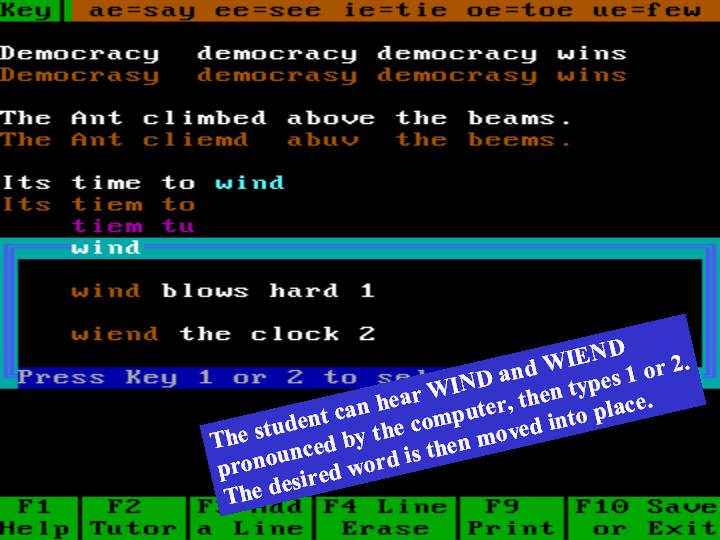 Key ae=say ee=see ie=tie oe=toe ue=few
Democracy democracy democracy wins
Democrasy democrasy democrasy wins
The Ant climbed above the beams.
The Ant cliemd abuv the beems.
Its time to wind
Its tiem to
tiem tu
wind
wind blows hard 1
wiend the clock 2
Press Key 1 or 2 to
The student can hear WIND and WIEND
pronounced by the computer, then types 1 or 2.
The desired word is then moved into place.
F1 F2 F4 Line F9 F10 Save
Help Tutor a Line Erase Print or Exit